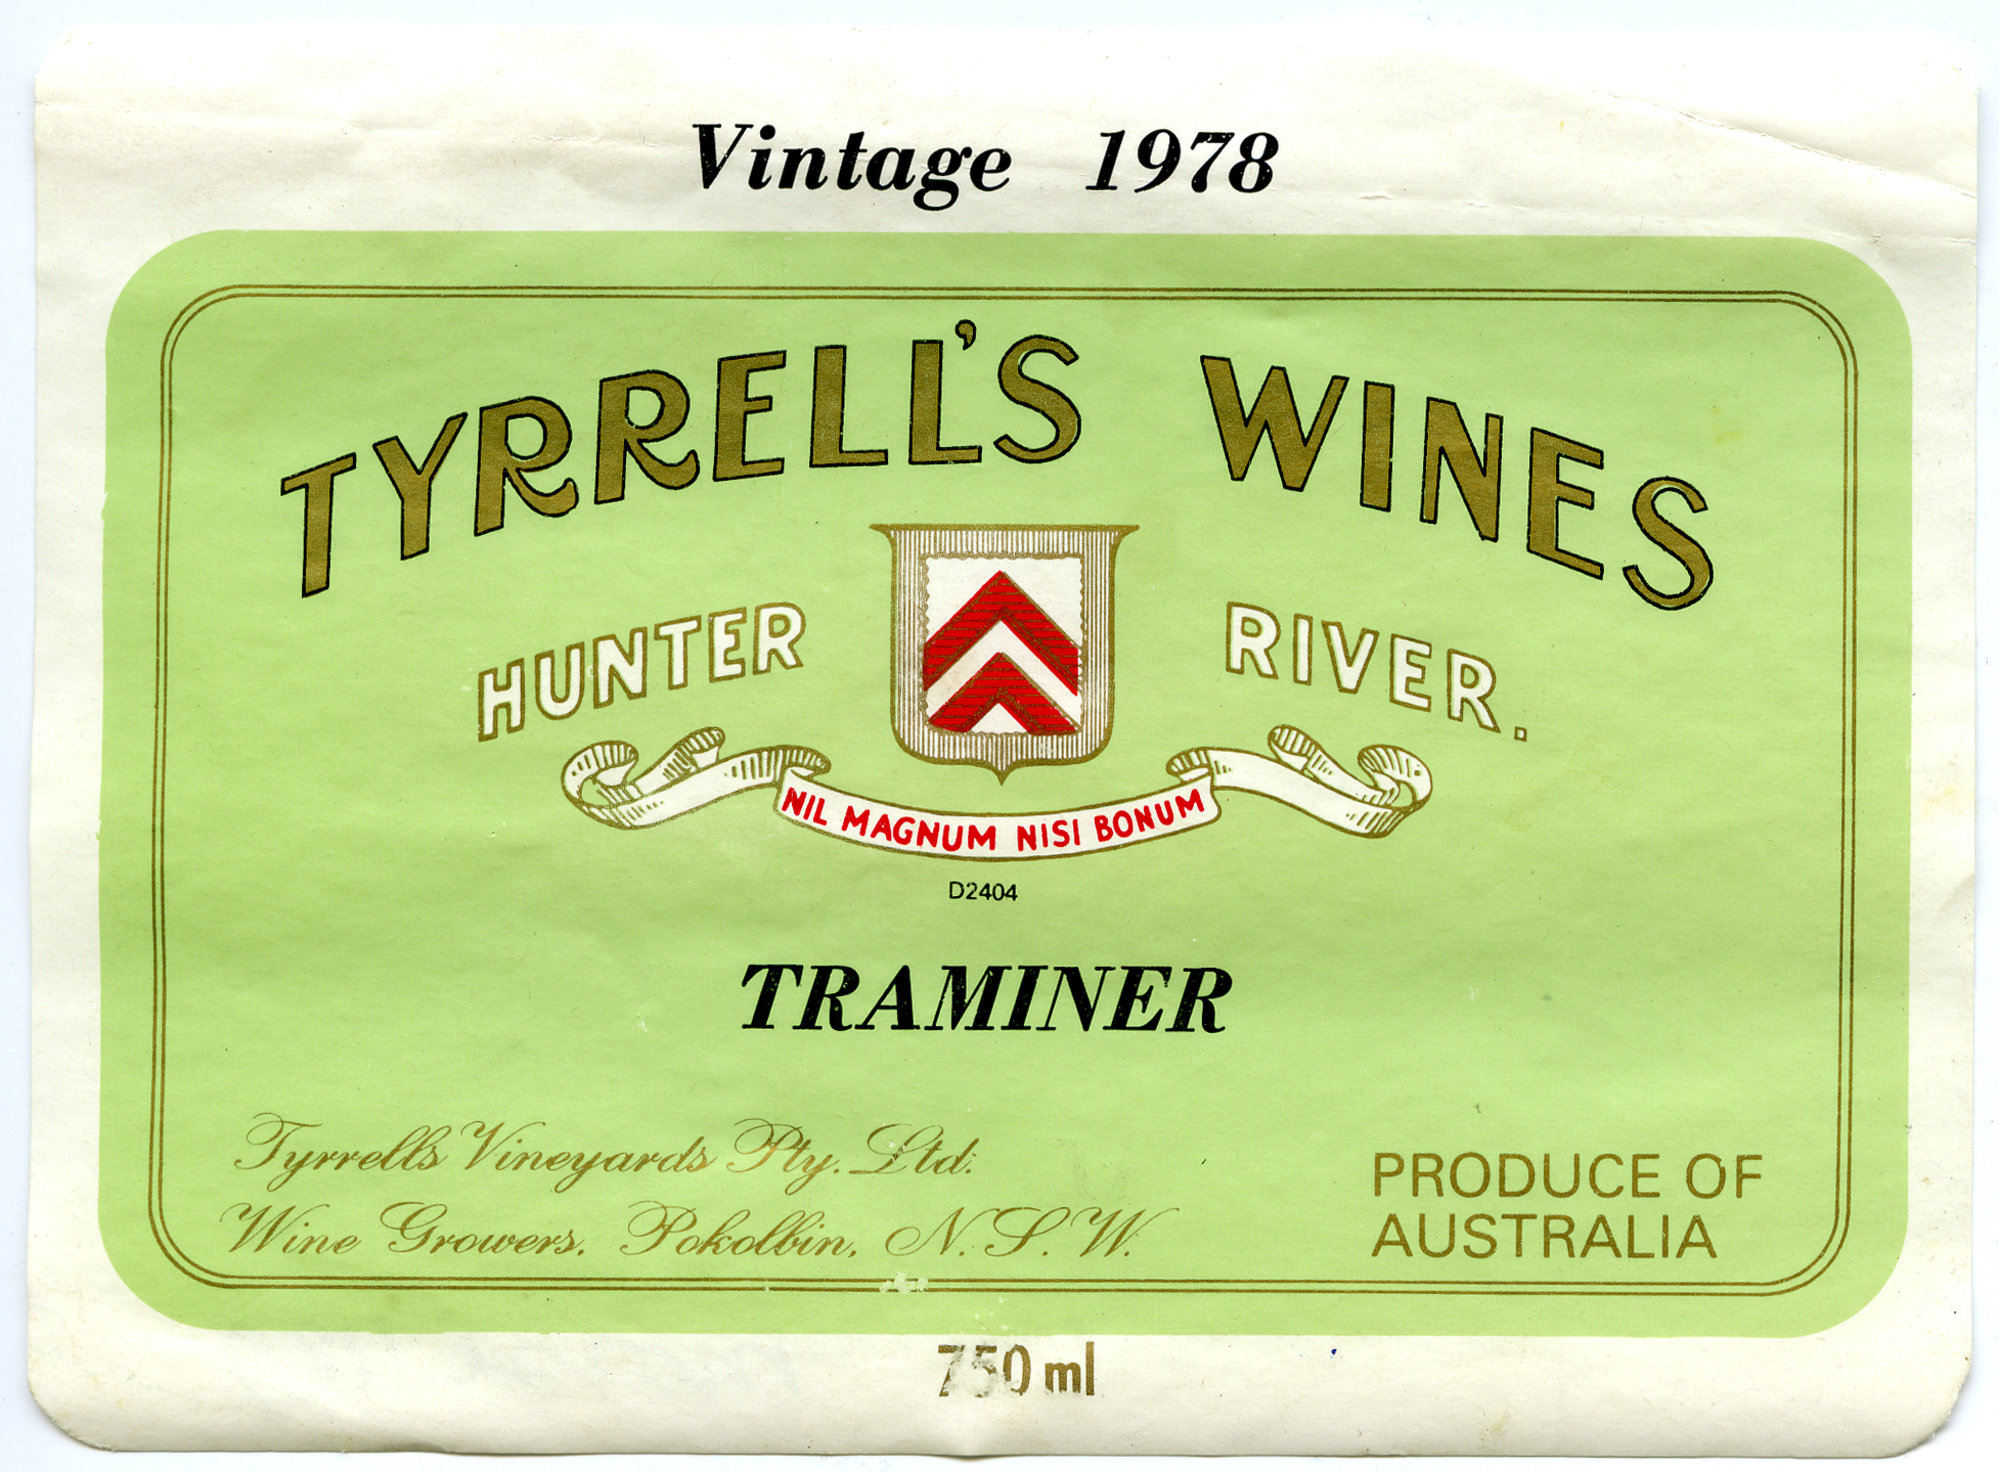 Vintage 1978
TYRRELL'S WINES
HUNTER RIVER.
NIL MAGNUM NISI BONUM
D2404
TRAMINER
Tyrrells Vineyards Pty. Ltd.
Wine Growers. Pokolbin. N.S.W.
PRODUCE OF
AUSTRALIA
750 ml